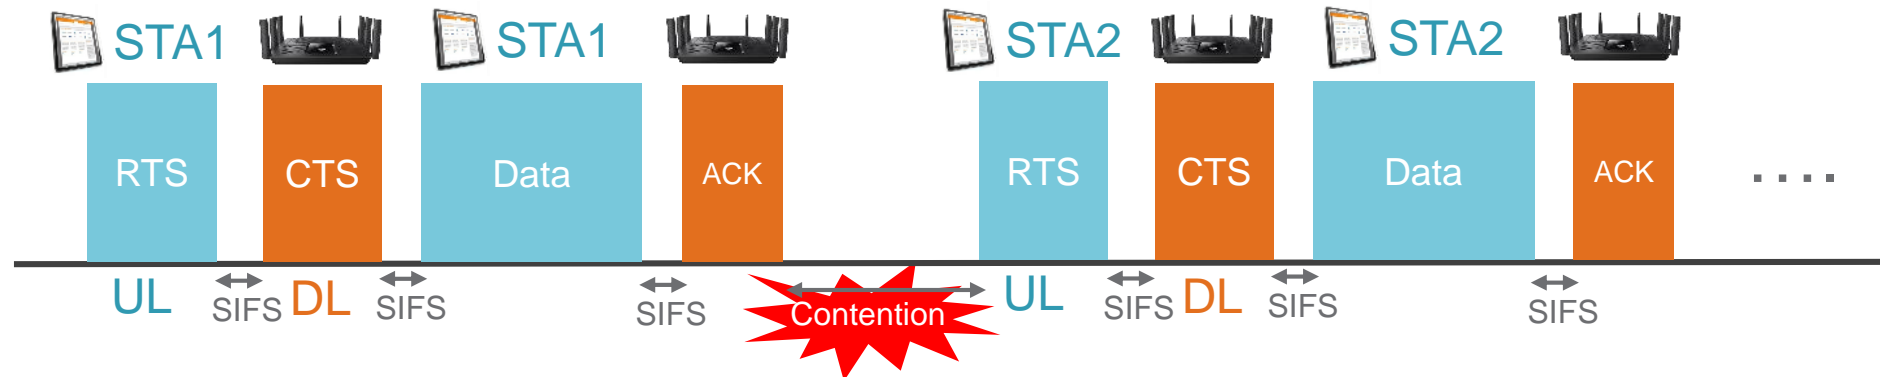 STA1 STA1 STA2 STA2
RTS CTS Data ACK RTS CTS Data ACK ....
UL SIFS DL SIFS SIFS Contention UL SIFS DL SIFS SIFS